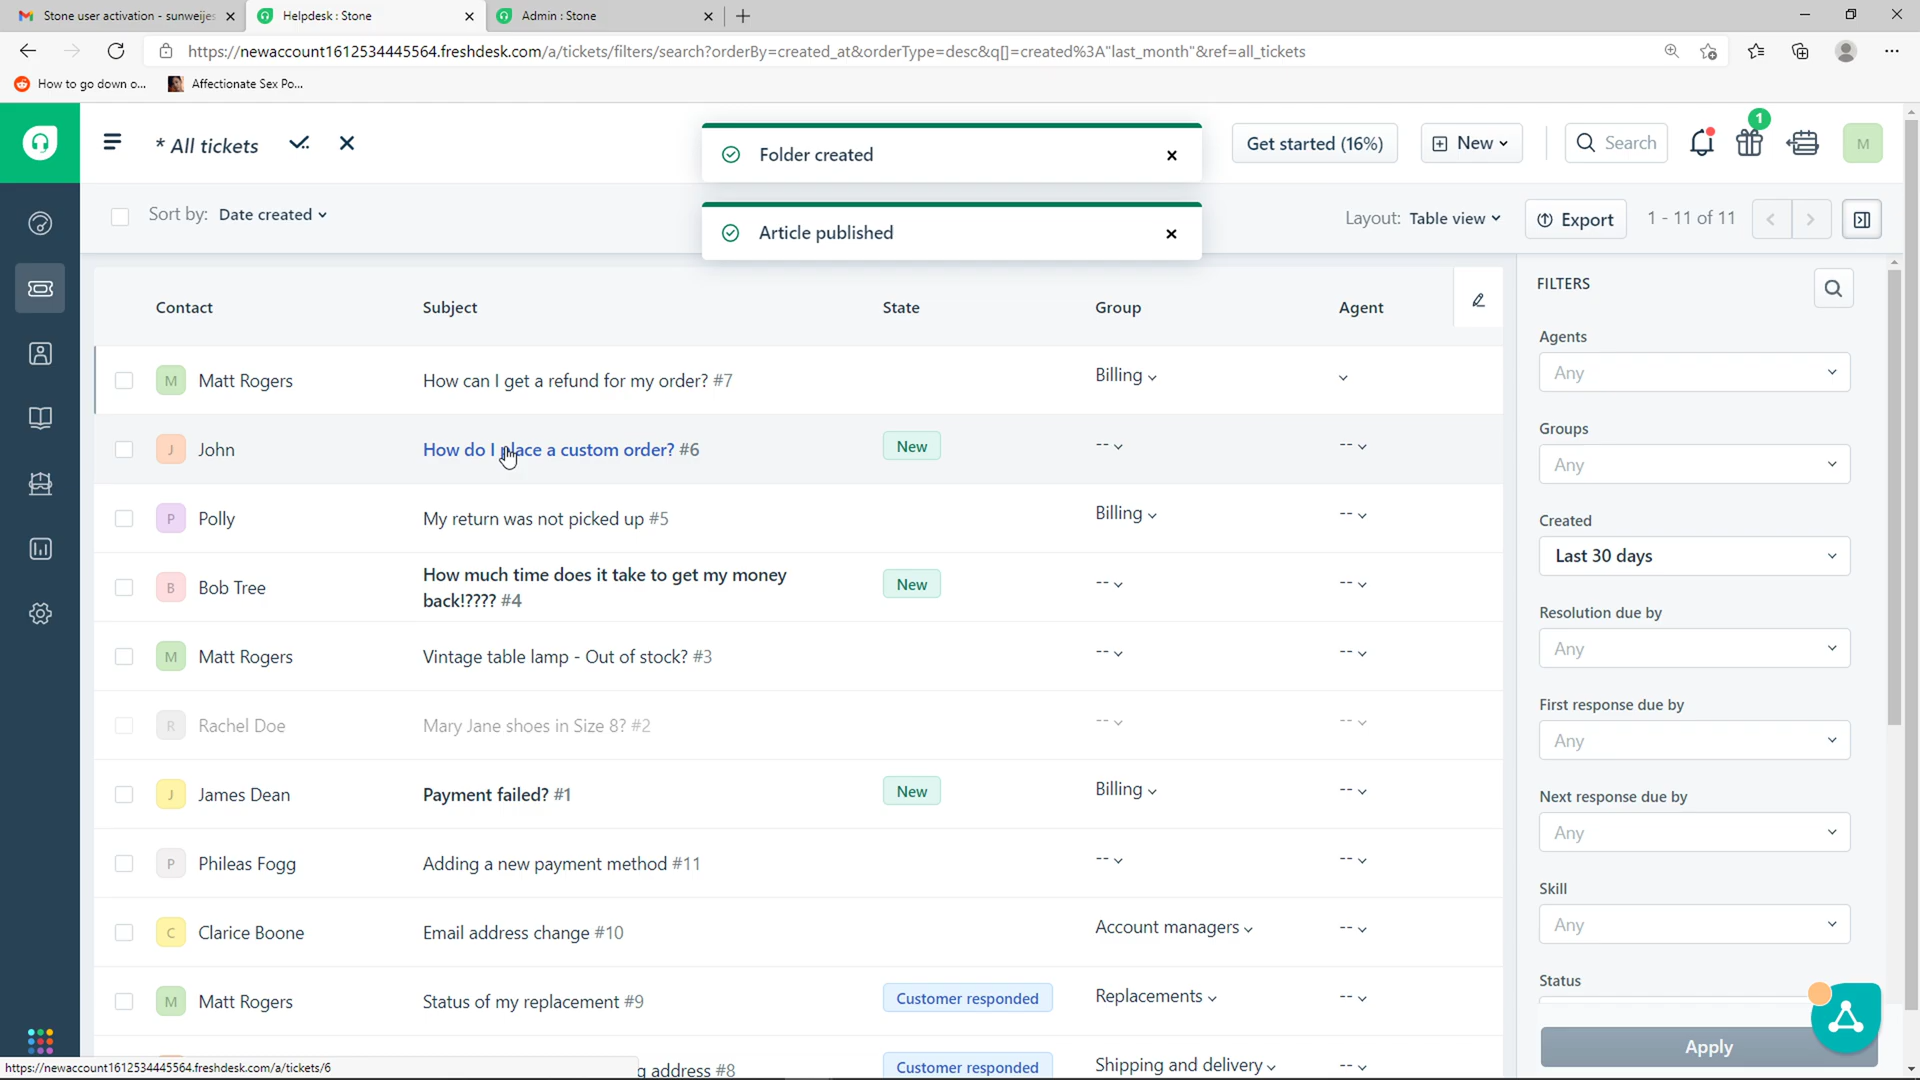 Stone user activation - sunweijes
Helpdesk : Stone
Admin : Stone
https://newaccount1612534445564.freshdesk.com/a/tickets/filters/search?orderBy=created_at&orderType=desc&q[]=created%3A"last_month"&ref=all_tickets
How to go down o...
Affectionate Sex Po...
* All tickets
Folder created
Get started (16%)
New
Search
1
M
Sort by: Date created
Article published
Layout: Table view
Export
1 - 11 of 11
Contact Subject State Group Agent
M Matt Rogers How can I get a refund for my order? #7 Billing
J John How do I place a custom order? #6 New -- --
P Polly My return was not picked up #5 Billing --
B Bob Tree How much time does it take to get my money
back!???? #4 New -- --
M Matt Rogers Vintage table lamp - Out of stock? #3 -- --
R Rachel Doe Mary Jane shoes in Size 8? #2 -- --
J James Dean Payment failed? #1 New Billing --
P Phileas Fogg Adding a new payment method #11 -- --
C Clarice Boone Email address change #10 Account managers --
M Matt Rogers Status of my replacement #9 Customer responded Replacements --
address #8 Customer responded Shipping and delivery --
FILTERS
Agents
Any
Groups
Any
Created
Last 30 days
Resolution due by
Any
First response due by
Any
Next response due by
Any
Skill
Any
Status
Apply
https://newaccount1612534445564.freshdesk.com/a/tickets/6